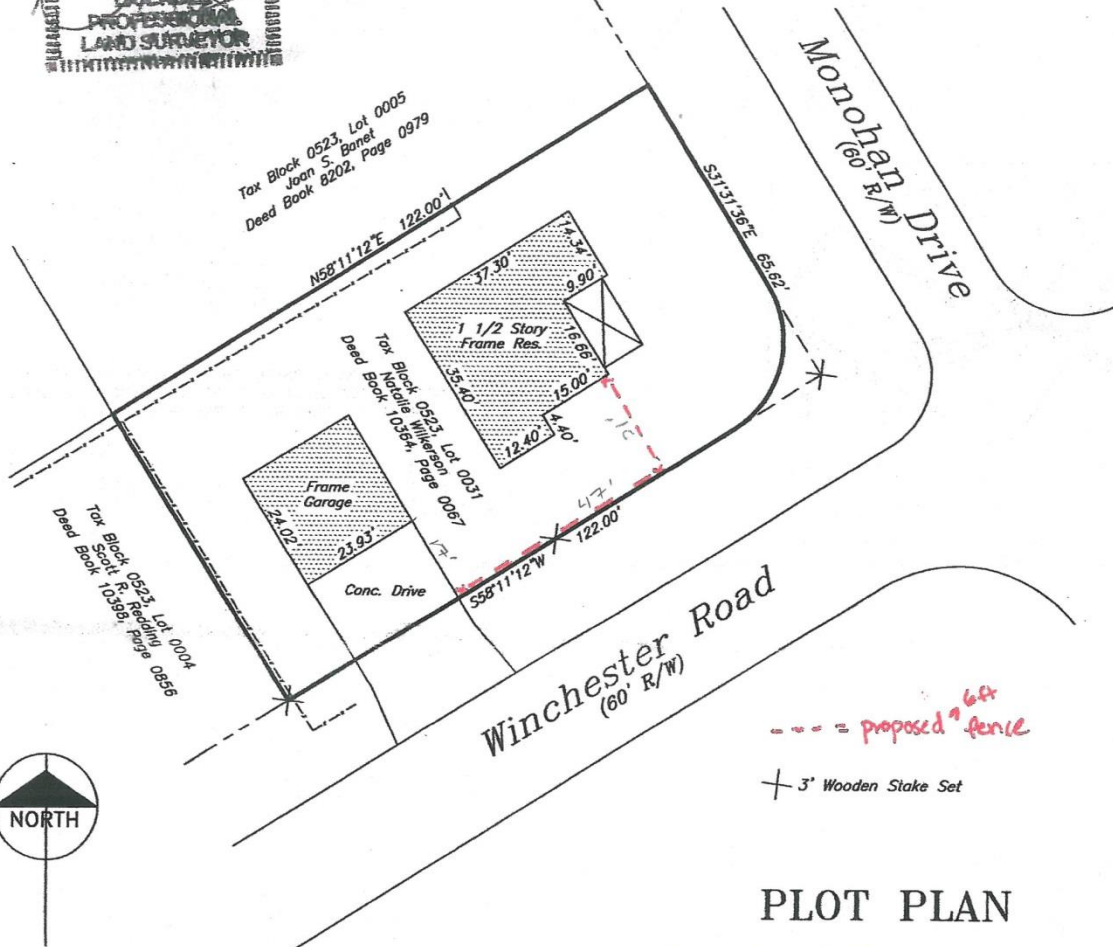 PROFESSIONAL
LAND SURVEYOR
Monohan Drive
(60' R/W)
Tax Block 0523, Lot 0005
Joan S. Banet
Deed Book 8202, Page 0979
N58°11'12"E 122.00'
S31°31'36"E 65.62'
37.30'
14.34'
9.90'
1 1/2 Story
Frame Res.
16.66'
35.40'
15.00'
4.40'
12.40'
Tax Block 0523, Lot 0031
Natalie Wilkerson
Deed Book 10364, Page 0067
21'
47'
17'
Frame
Garage
24.02'
23.93'
Conc. Drive
S58°11'12"W 122.00'
Tax Block 0523, Lot 0004
Scott R. Redding
Deed Book 10398, Page 0856
Winchester Road
(60' R/W)
= proposed 6ft fence
3' Wooden Stake Set
NORTH
PLOT PLAN